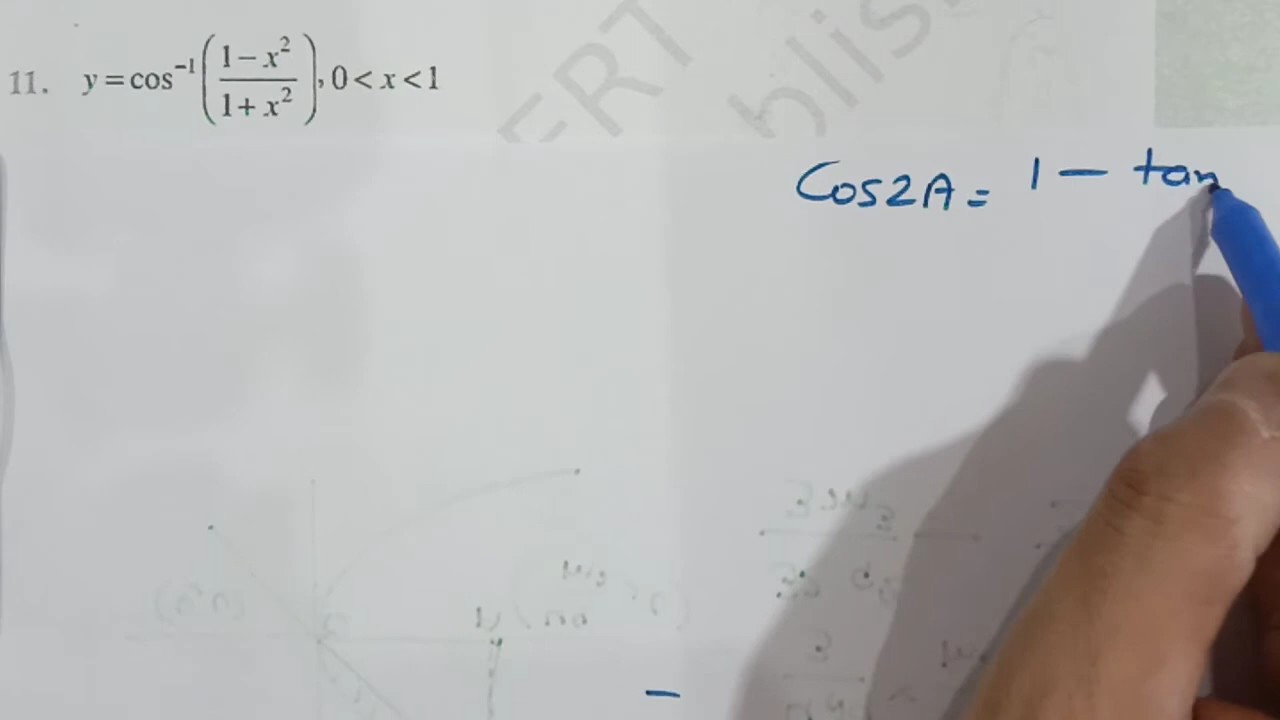 11. y = cos⁻¹((1 − x²)/(1 + x²)), 0 < x < 1
Cos2A = 1 − tan